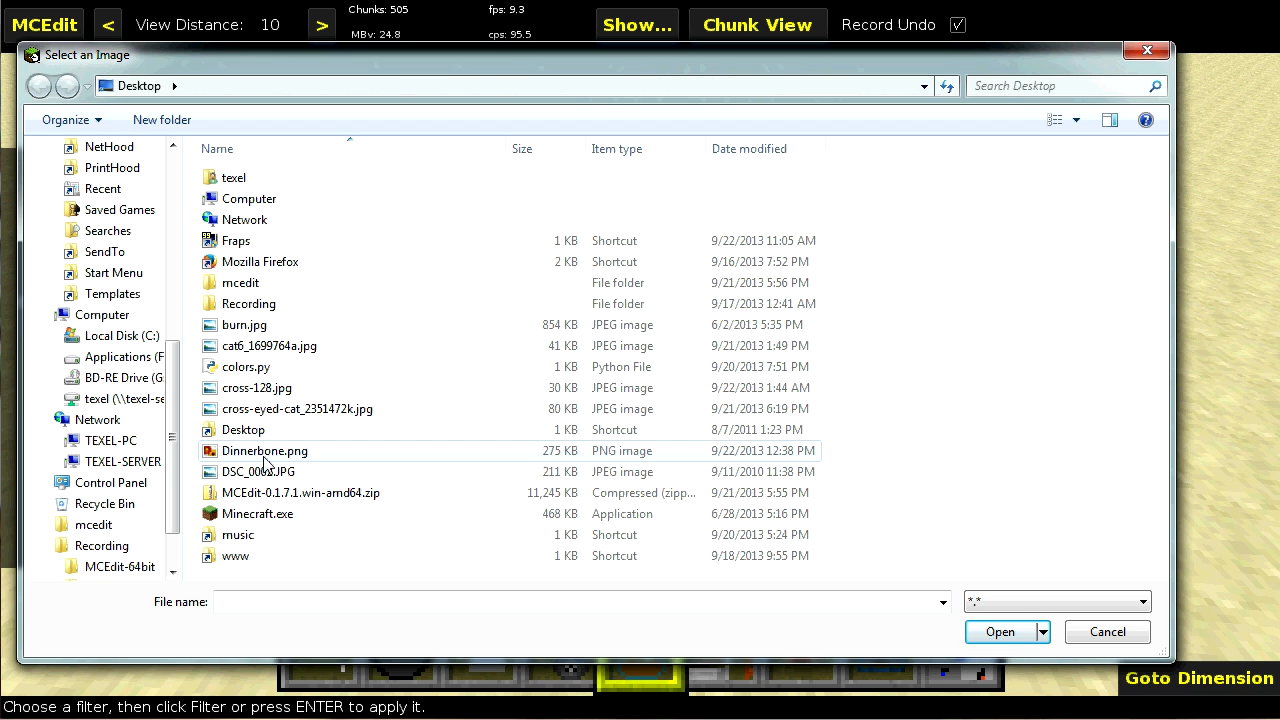 MCEdit < View Distance: 10 > Chunks: 505 fps: 9.3 Show... Chunk View Record Undo
MBv: 24.8 cps: 95.5
Select an Image
Desktop
Search Desktop
Organize New folder
Name Size Item type Date modified
NetHood
PrintHood
Recent
Saved Games
Searches
SendTo
Start Menu
Templates
Computer
Local Disk (C:)
Applications (F
BD-RE Drive (G:
texel (\\texel-se
Network
TEXEL-PC
TEXEL-SERVER
Control Panel
Recycle Bin
mcedit
Recording
MCEdit-64bit
texel
Computer
Network
Fraps 1 KB Shortcut 9/22/2013 11:05 AM
Mozilla Firefox 2 KB Shortcut 9/16/2013 7:52 PM
mcedit File folder 9/21/2013 5:56 PM
Recording File folder 9/17/2013 12:41 AM
burn.jpg 854 KB JPEG image 6/2/2013 5:35 PM
cat6_1699764a.jpg 41 KB JPEG image 9/21/2013 1:49 PM
colors.py 1 KB Python File 9/20/2013 7:51 PM
cross-128.jpg 30 KB JPEG image 9/22/2013 1:44 AM
cross-eyed-cat_2351472k.jpg 80 KB JPEG image 9/21/2013 6:19 PM
Desktop 1 KB Shortcut 8/7/2011 1:23 PM
Dinnerbone.png 275 KB PNG image 9/22/2013 12:38 PM
211 KB JPEG image 9/11/2010 11:38 PM
MCEdit-0.1.7.1.win-amd64.zip 11,245 KB Compressed (zipp... 9/21/2013 5:55 PM
Minecraft.exe 468 KB Application 6/28/2013 5:16 PM
music 1 KB Shortcut 9/20/2013 5:24 PM
www 1 KB Shortcut 9/18/2013 9:55 PM
File name: *.*
Open Cancel
Goto Dimension
Choose a filter, then click Filter or press ENTER to apply it.